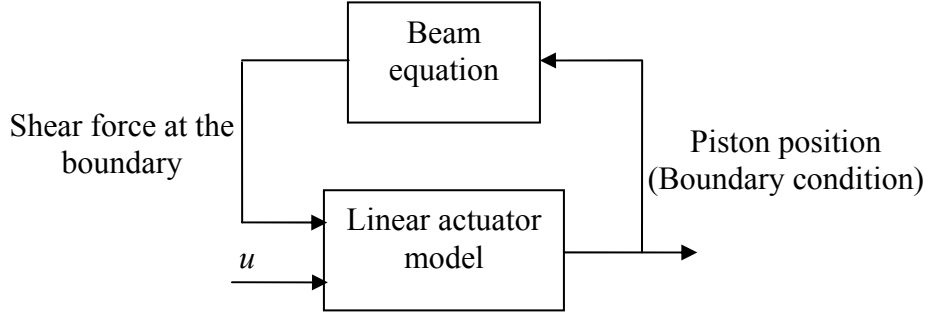 Beam
equation
Shear force at the
boundary
Piston position
(Boundary condition)
Linear actuator
model
u